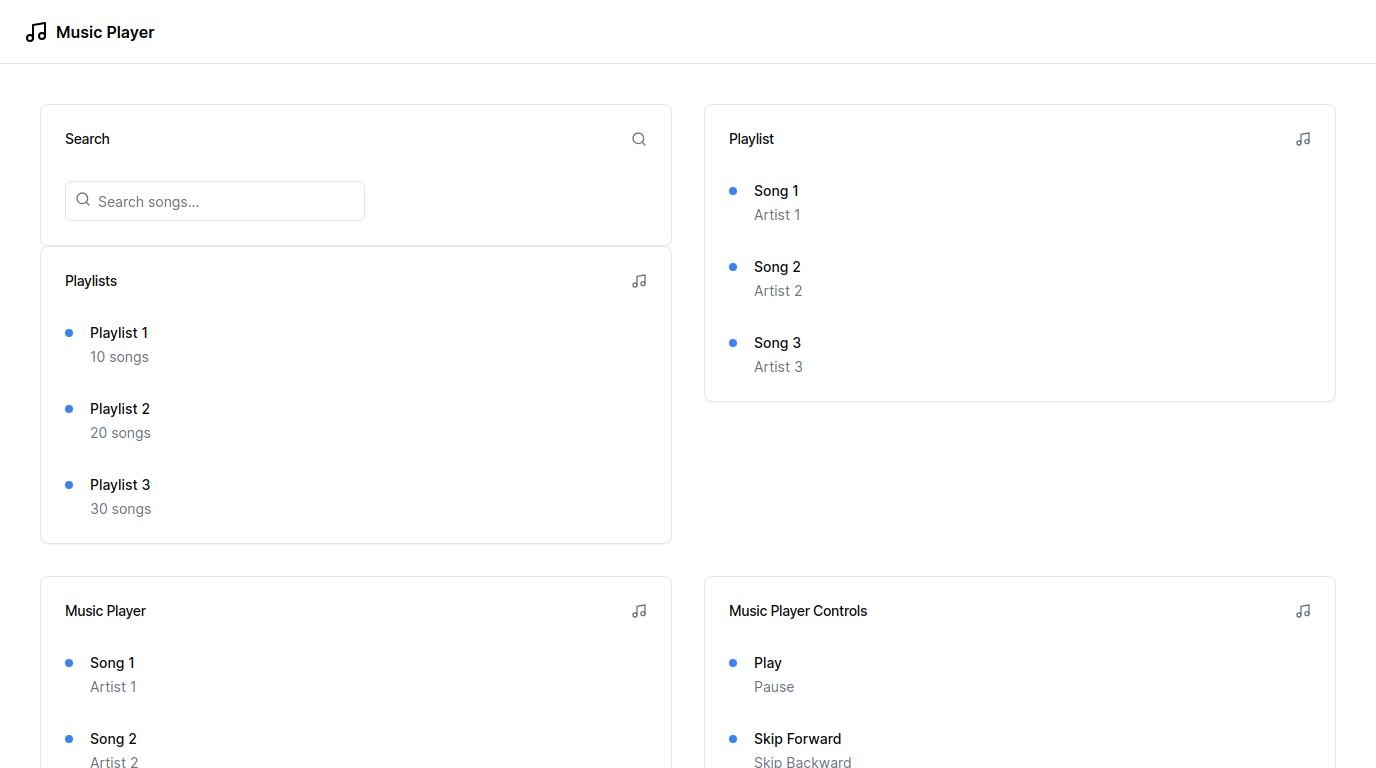 Music Player
Search
Search songs...
Playlists
Playlist 1
10 songs
Playlist 2
20 songs
Playlist 3
30 songs
Playlist
Song 1
Artist 1
Song 2
Artist 2
Song 3
Artist 3
Music Player
Song 1
Artist 1
Song 2
Artist 2
Music Player Controls
Play
Pause
Skip Forward
Skip Backward